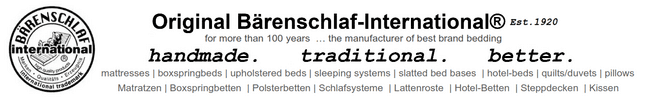 BÄRENSCHLAF
international
international trademark
Original Bärenschlaf-International® Est.1920
for more than 100 years ... the manufacturer of best brand bedding
handmade. traditional. better.
mattresses | boxspringbeds | upholstered beds | sleeping systems | slatted bed bases | hotel-beds | quilts/duvets | pillows
Matratzen | Boxspringbetten | Polsterbetten | Schlafsysteme | Lattenroste | Hotel-Betten | Steppdecken | Kissen